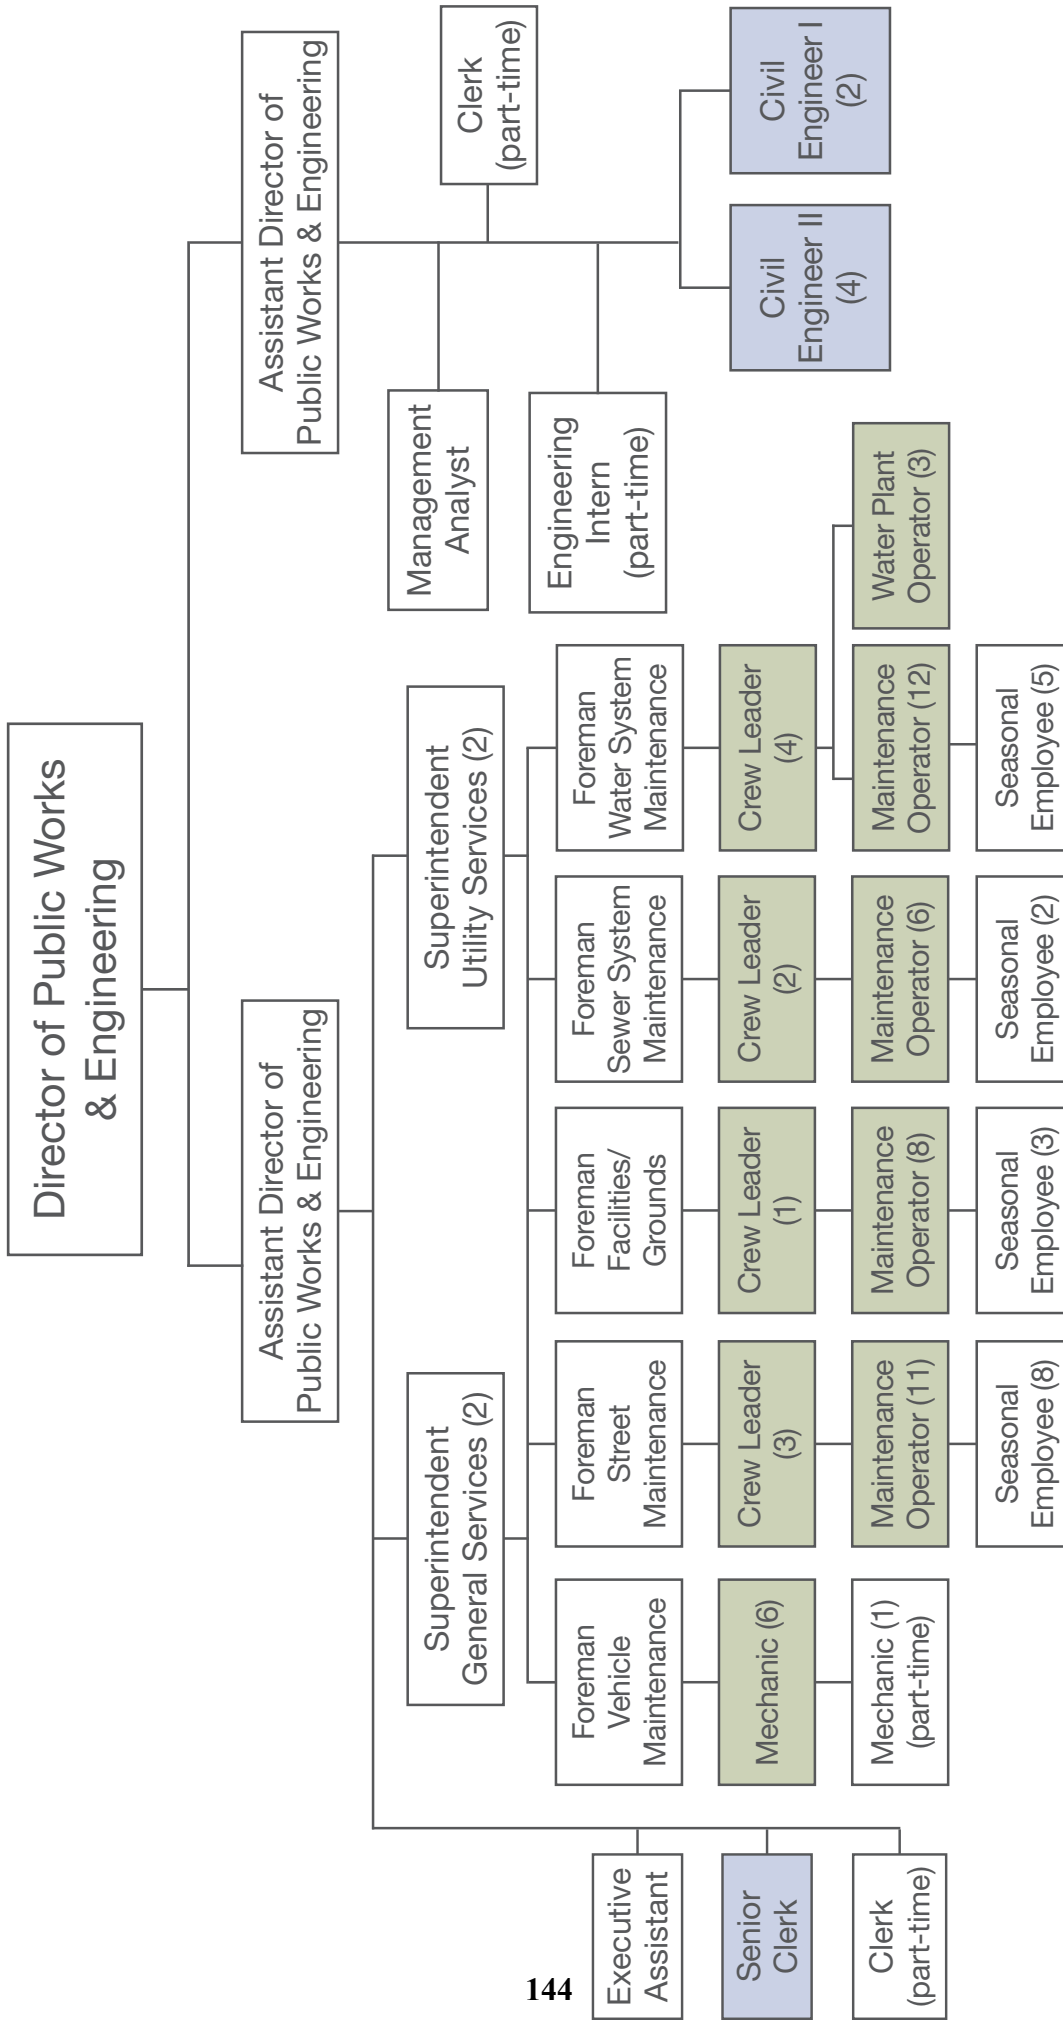 Director of Public Works
& Engineering
Assistant Director of
Public Works & Engineering
Assistant Director of
Public Works & Engineering
Superintendent
General Services (2)
Superintendent
Utility Services (2)
Management
Analyst
Clerk
(part-time)
Engineering
Intern
(part-time)
Civil
Engineer II
(4)
Civil
Engineer I
(2)
Executive
Assistant
Senior
Clerk
Clerk
(part-time)
Foreman
Vehicle
Maintenance
Mechanic (6)
Mechanic (1)
(part-time)
Foreman
Street
Maintenance
Crew Leader
(3)
Maintenance
Operator (11)
Seasonal
Employee (8)
Foreman
Facilities/
Grounds
Crew Leader
(1)
Maintenance
Operator (8)
Seasonal
Employee (3)
Foreman
Sewer System
Maintenance
Crew Leader
(2)
Maintenance
Operator (6)
Seasonal
Employee (2)
Foreman
Water System
Maintenance
Crew Leader
(4)
Maintenance
Operator (12)
Water Plant
Operator (3)
Seasonal
Employee (5)
144